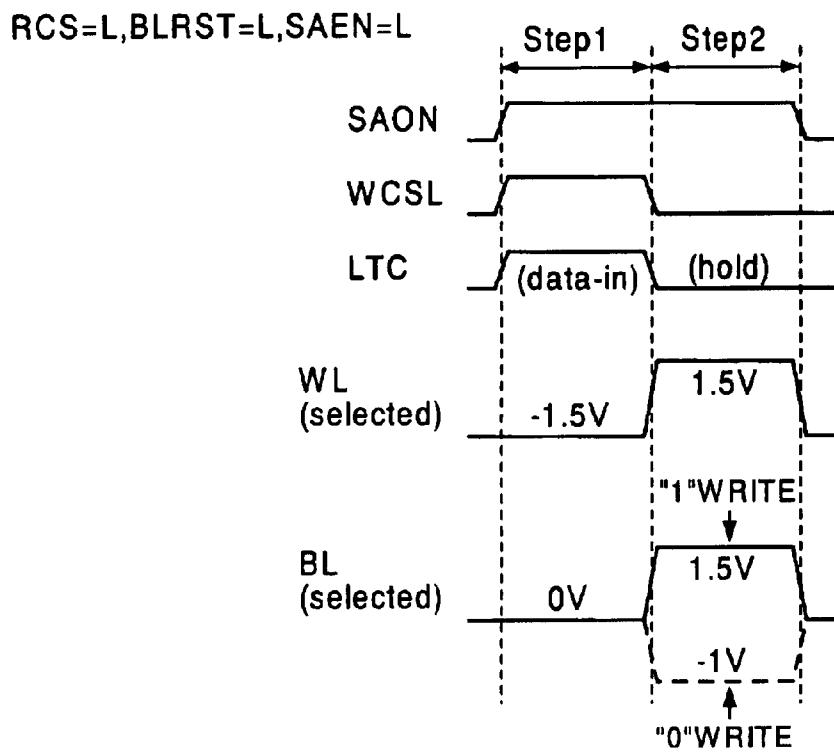 RCS=L,BLRST=L,SAEN=L
Step1 Step2
SAON
WCSL
LTC (data-in) (hold)
WL
(selected)
-1.5V 1.5V
"1"WRITE
BL
(selected)
0V 1.5V
-1V
"0"WRITE